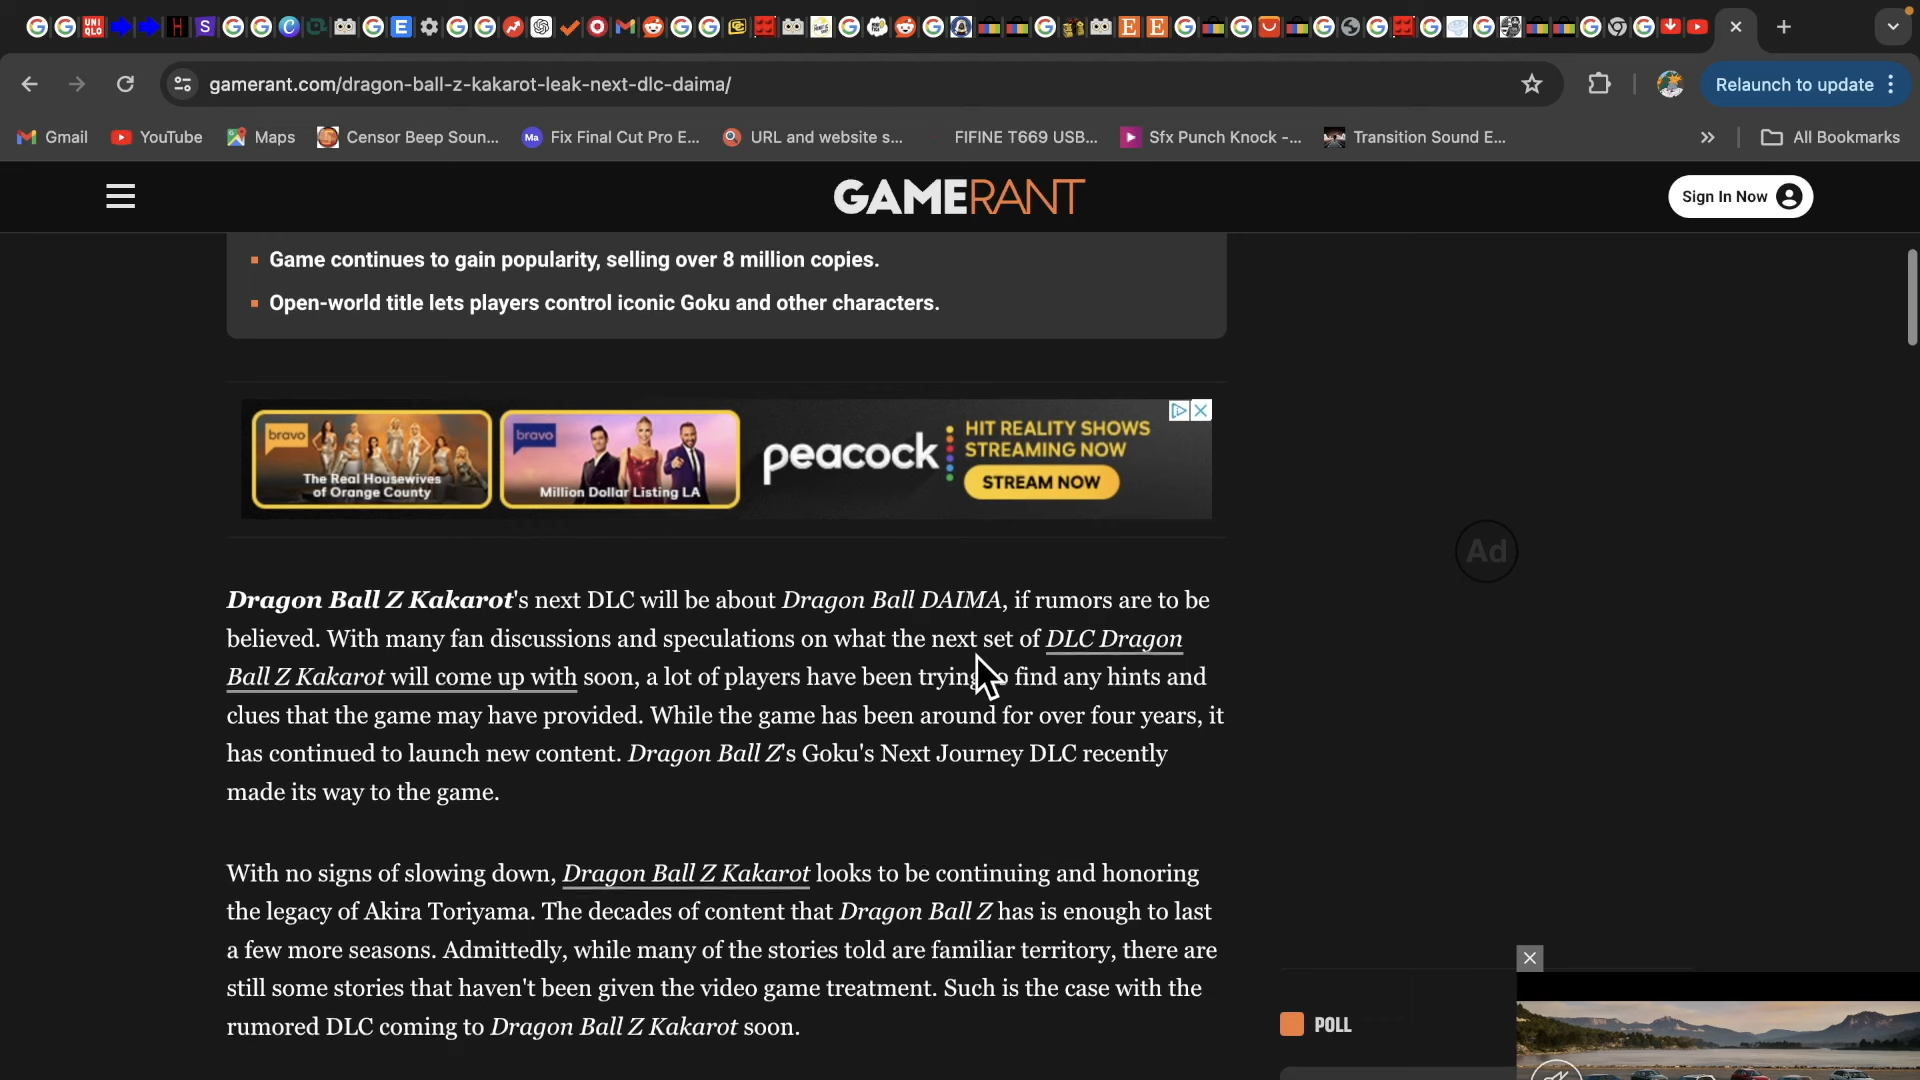 UNI
QLO
H
S
E
E
E
gamerant.com/dragon-ball-z-kakarot-leak-next-dlc-daima/
Relaunch to update
Gmail
YouTube
Maps
Censor Beep Soun...
Ma
Fix Final Cut Pro E...
URL and website s...
FIFINE T669 USB...
Sfx Punch Knock -...
Transition Sound E...
All Bookmarks
GAMERANT
Sign In Now
Game continues to gain popularity, selling over 8 million copies.
Open-world title lets players control iconic Goku and other characters.
bravo
The Real Housewives
of Orange County
bravo
Million Dollar Listing LA
peacock
HIT REALITY SHOWS
STREAMING NOW
STREAM NOW
Ad
Dragon Ball Z Kakarot's next DLC will be about Dragon Ball DAIMA, if rumors are to be
believed. With many fan discussions and speculations on what the next set of DLC Dragon
Ball Z Kakarot will come up with soon, a lot of players have been trying to find any hints and
clues that the game may have provided. While the game has been around for over four years, it
has continued to launch new content. Dragon Ball Z's Goku's Next Journey DLC recently
made its way to the game.
With no signs of slowing down, Dragon Ball Z Kakarot looks to be continuing and honoring
the legacy of Akira Toriyama. The decades of content that Dragon Ball Z has is enough to last
a few more seasons. Admittedly, while many of the stories told are familiar territory, there are
still some stories that haven't been given the video game treatment. Such is the case with the
rumored DLC coming to Dragon Ball Z Kakarot soon.
POLL